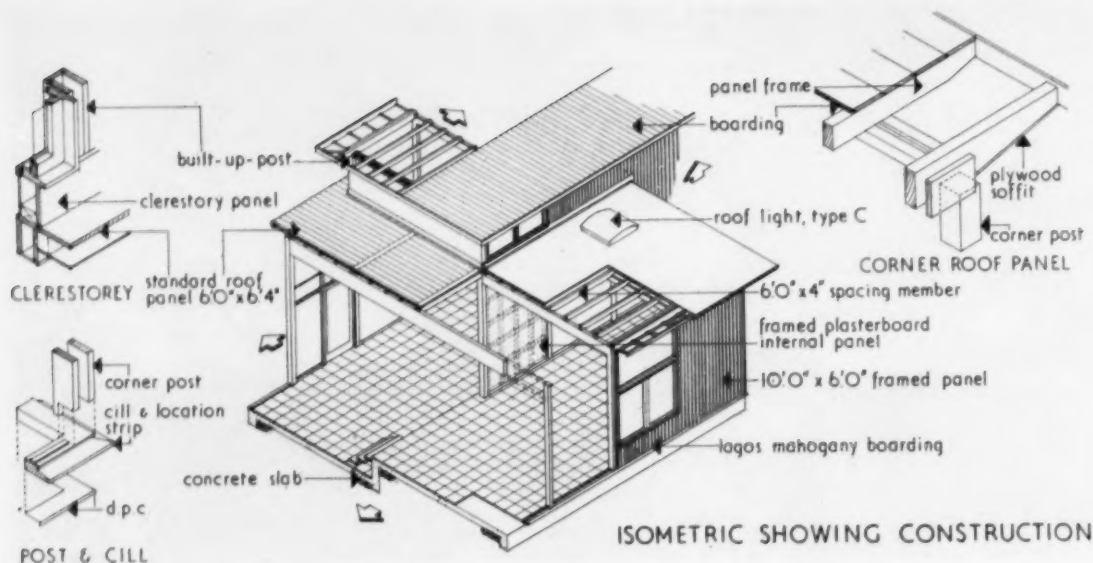 built-up-post
clerestory panel
standard roof
panel 6'0" x 6'4"
CLERESTOREY
corner post
cill & location
strip
d.p.c.
POST & CILL
concrete slab
panel frame
boarding
plywood
soffit
corner post
CORNER ROOF PANEL
roof light, type C
6'0" x 4" spacing member
framed plasterboard
internal panel
10'0" x 6'0" framed panel
lagos mahogany boarding
ISOMETRIC SHOWING CONSTRUCTION